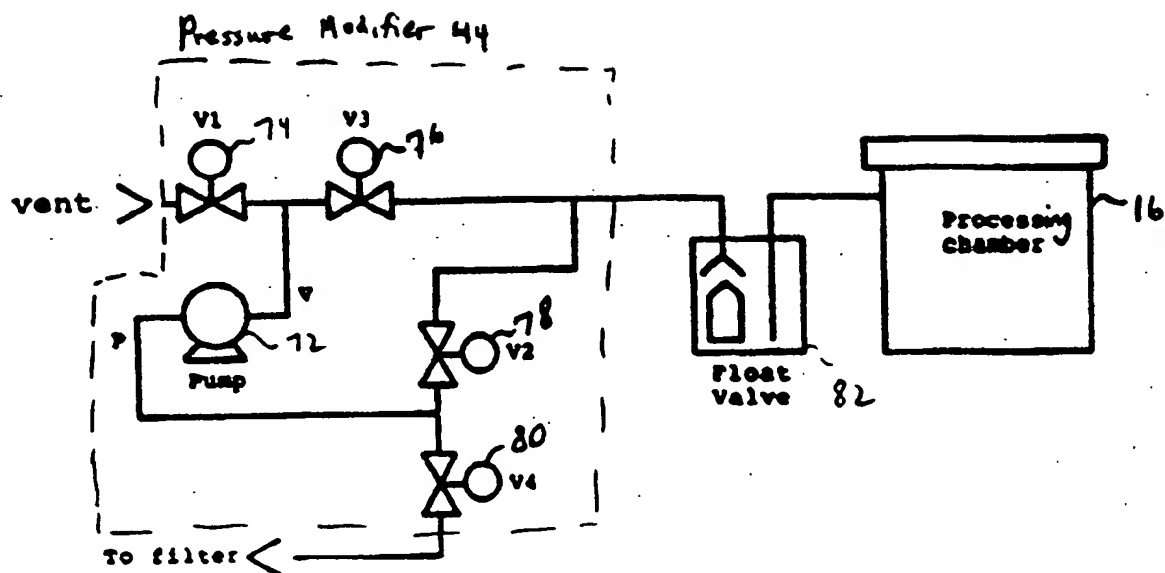 Pressure Modifier 44
V1
74
V3
76
vent
Processing
chamber
16
V
P
72
Pump
78
V2
Float
Valve
82
80
V4
To filter